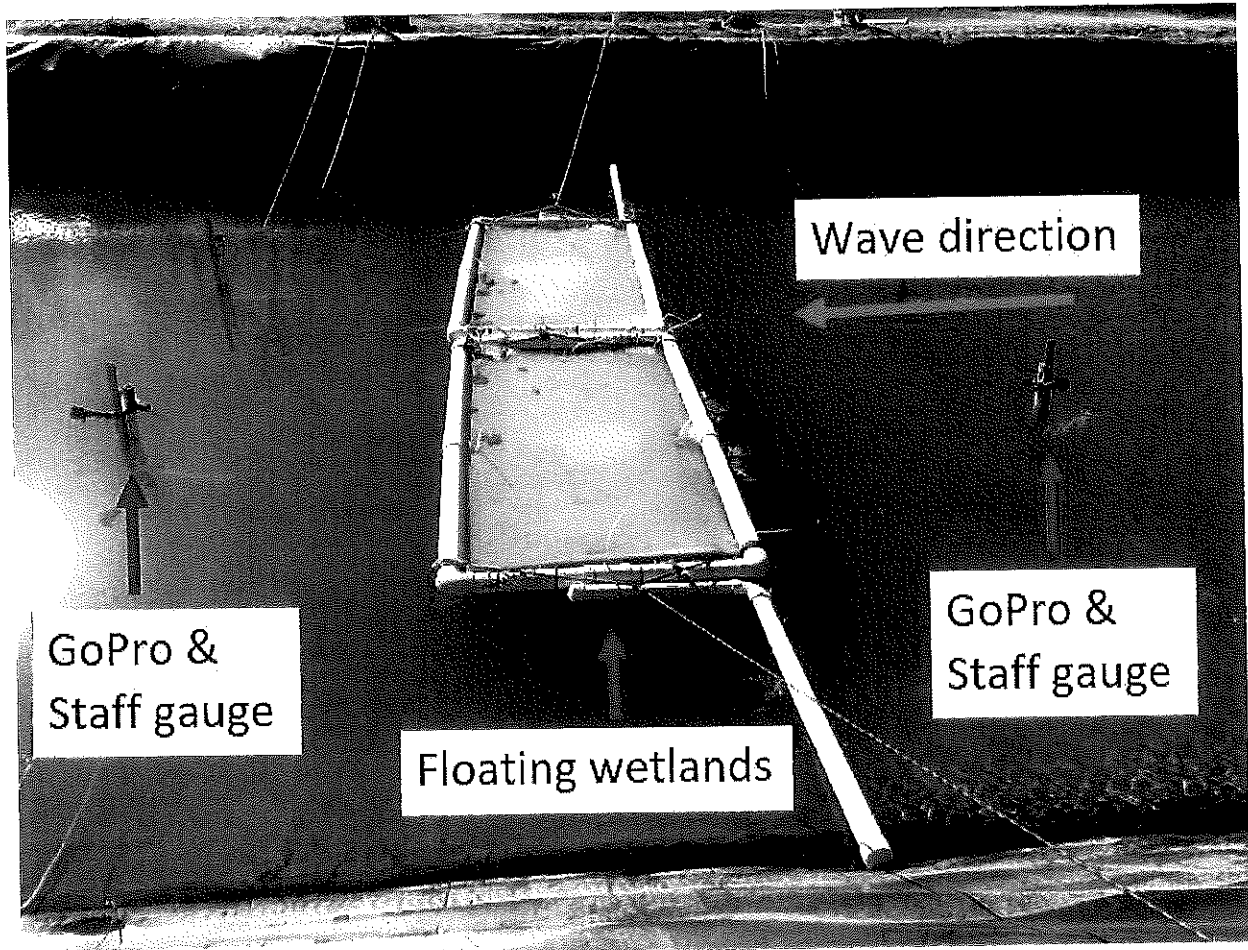 Wave direction
GoPro &
Staff gauge
GoPro &
Staff gauge
Floating wetlands